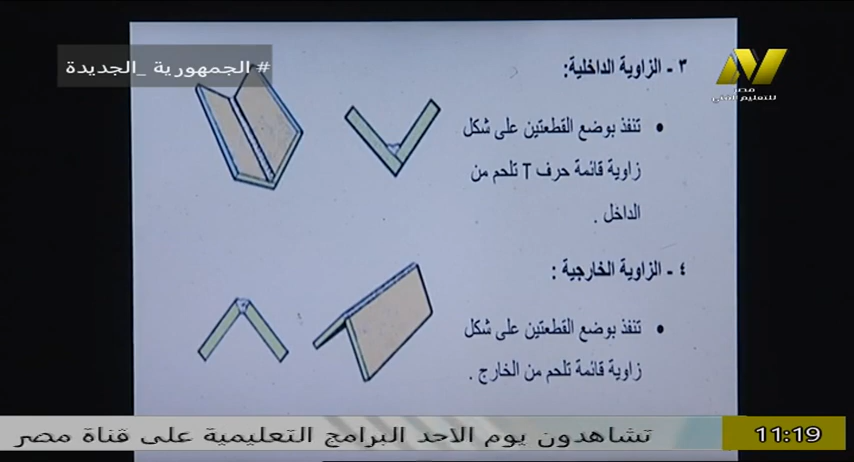 # الجمهورية _الجديدة
مصر
للتعليم الفني
٣ - الزاوية الداخلية:
• تنفذ بوضع القطعتين على شكل
زاوية قائمة حرف T تلحم من
الداخل .
٤ - الزاوية الخارجية :
• تنفذ بوضع القطعتين على شكل
زاوية قائمة تلحم من الخارج .
تشاهدون يوم الاحد البرامج التعليمية على قناة مصر
11:19